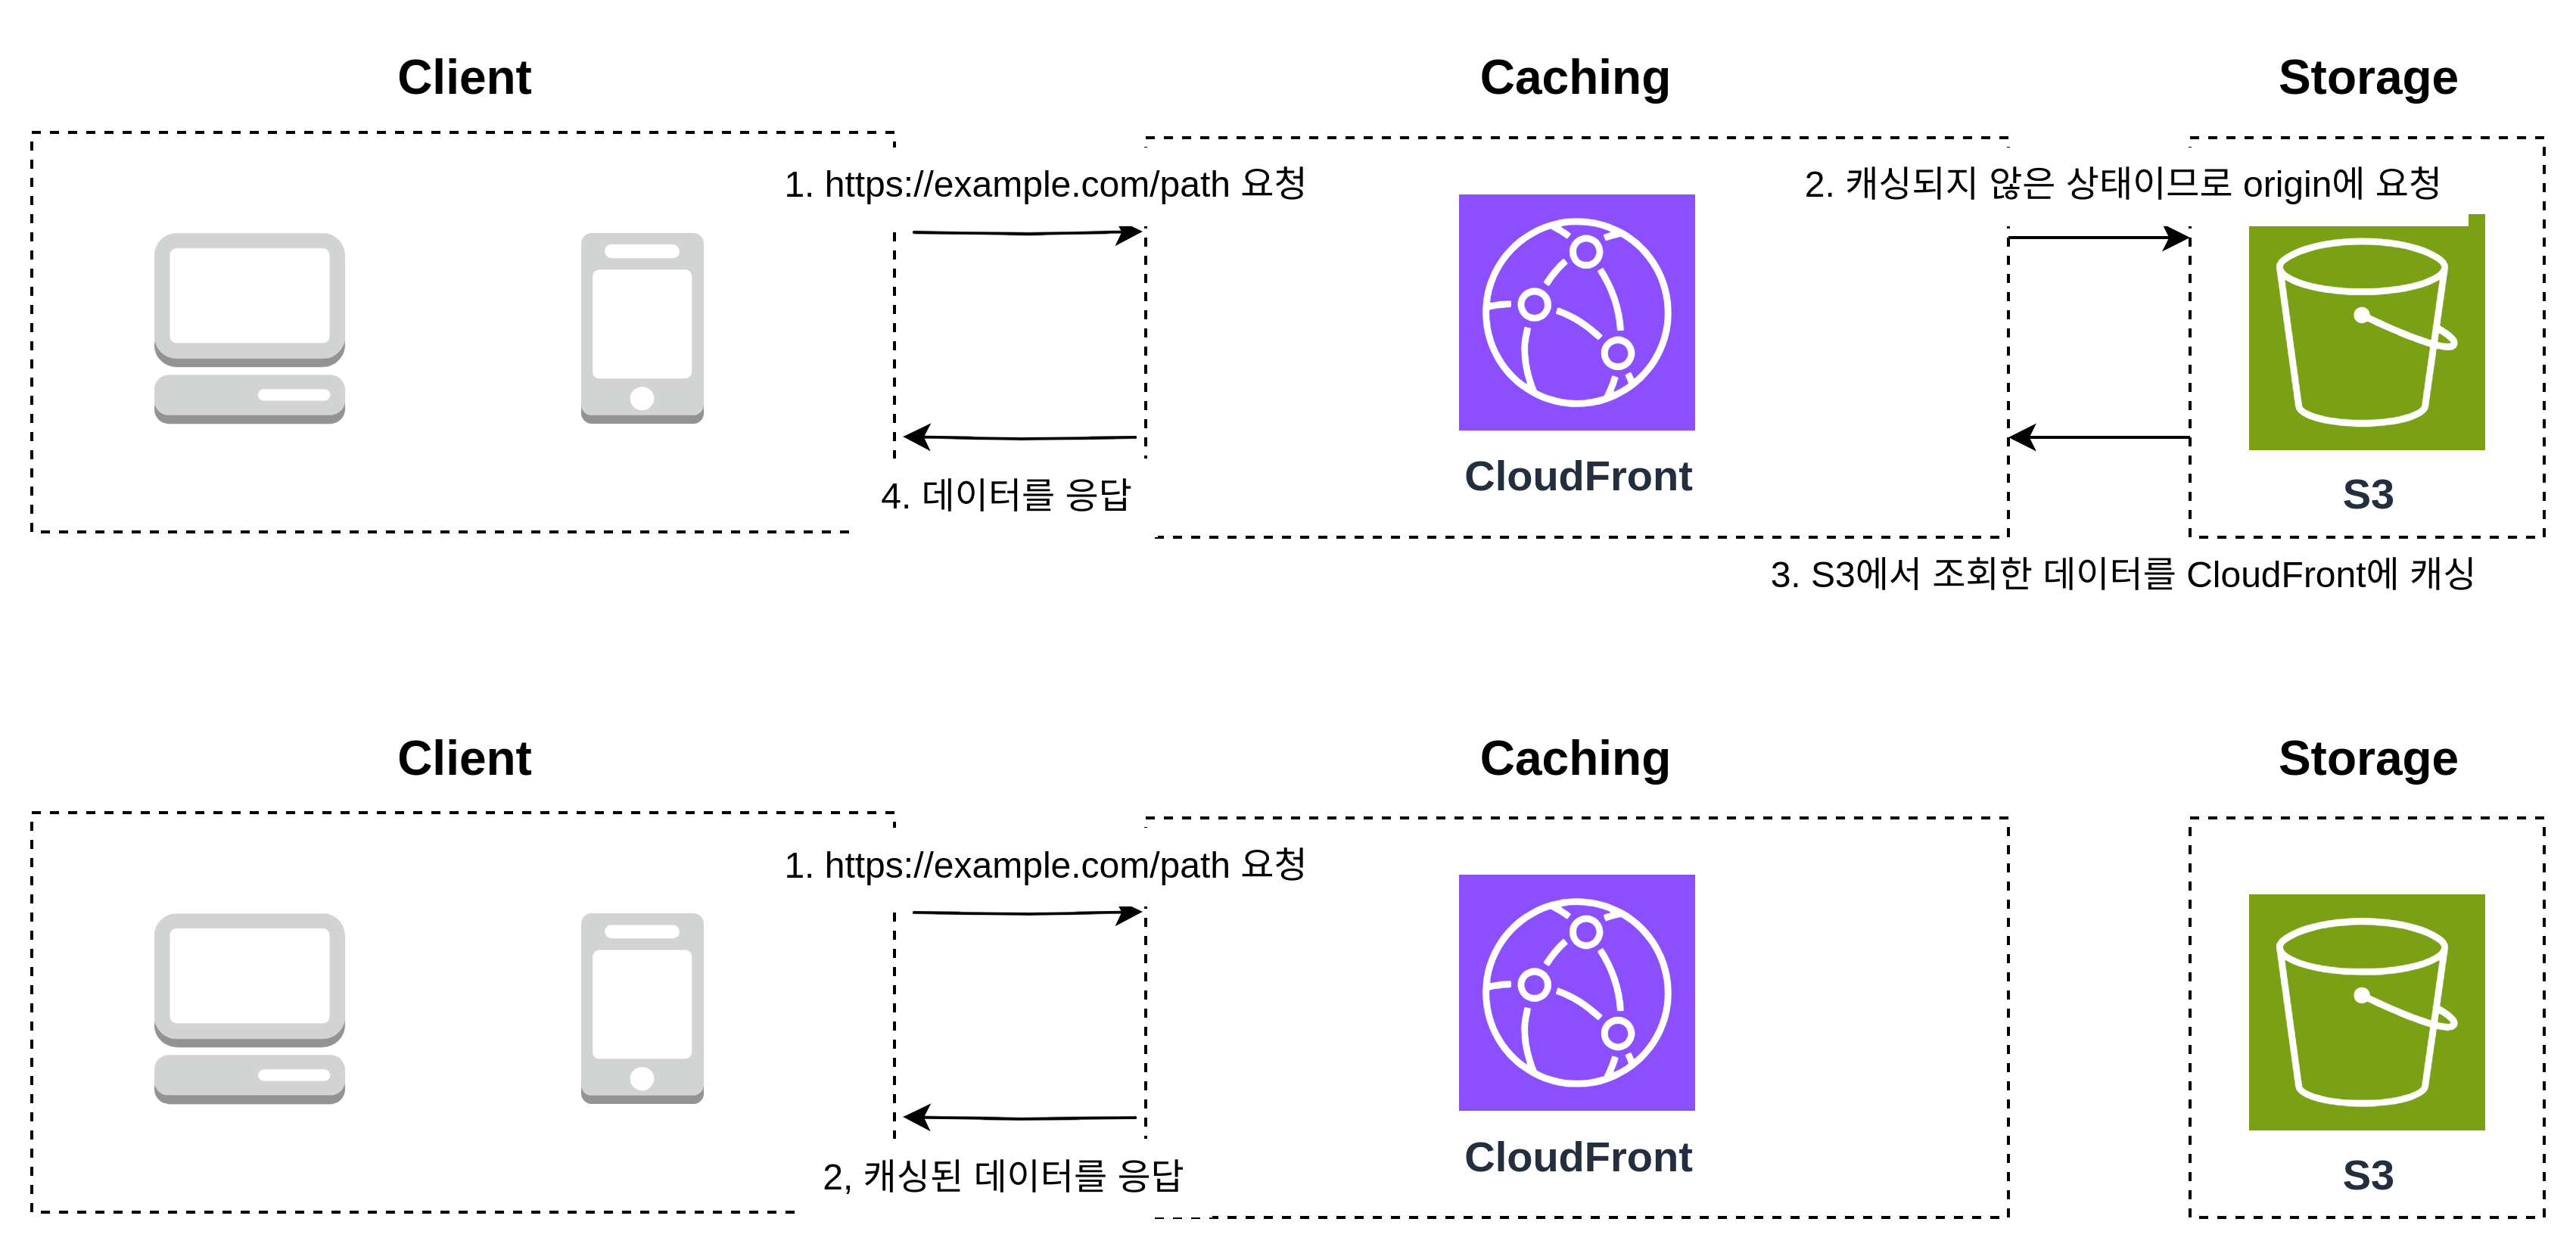 Client
Caching
Storage
1. https://example.com/path 요청
2. 캐싱되지 않은 상태이므로 origin에 요청
CloudFront
4. 데이터를 응답
S3
3. S3에서 조회한 데이터를 CloudFront에 캐싱
Client
Caching
Storage
1. https://example.com/path 요청
CloudFront
2, 캐싱된 데이터를 응답
S3